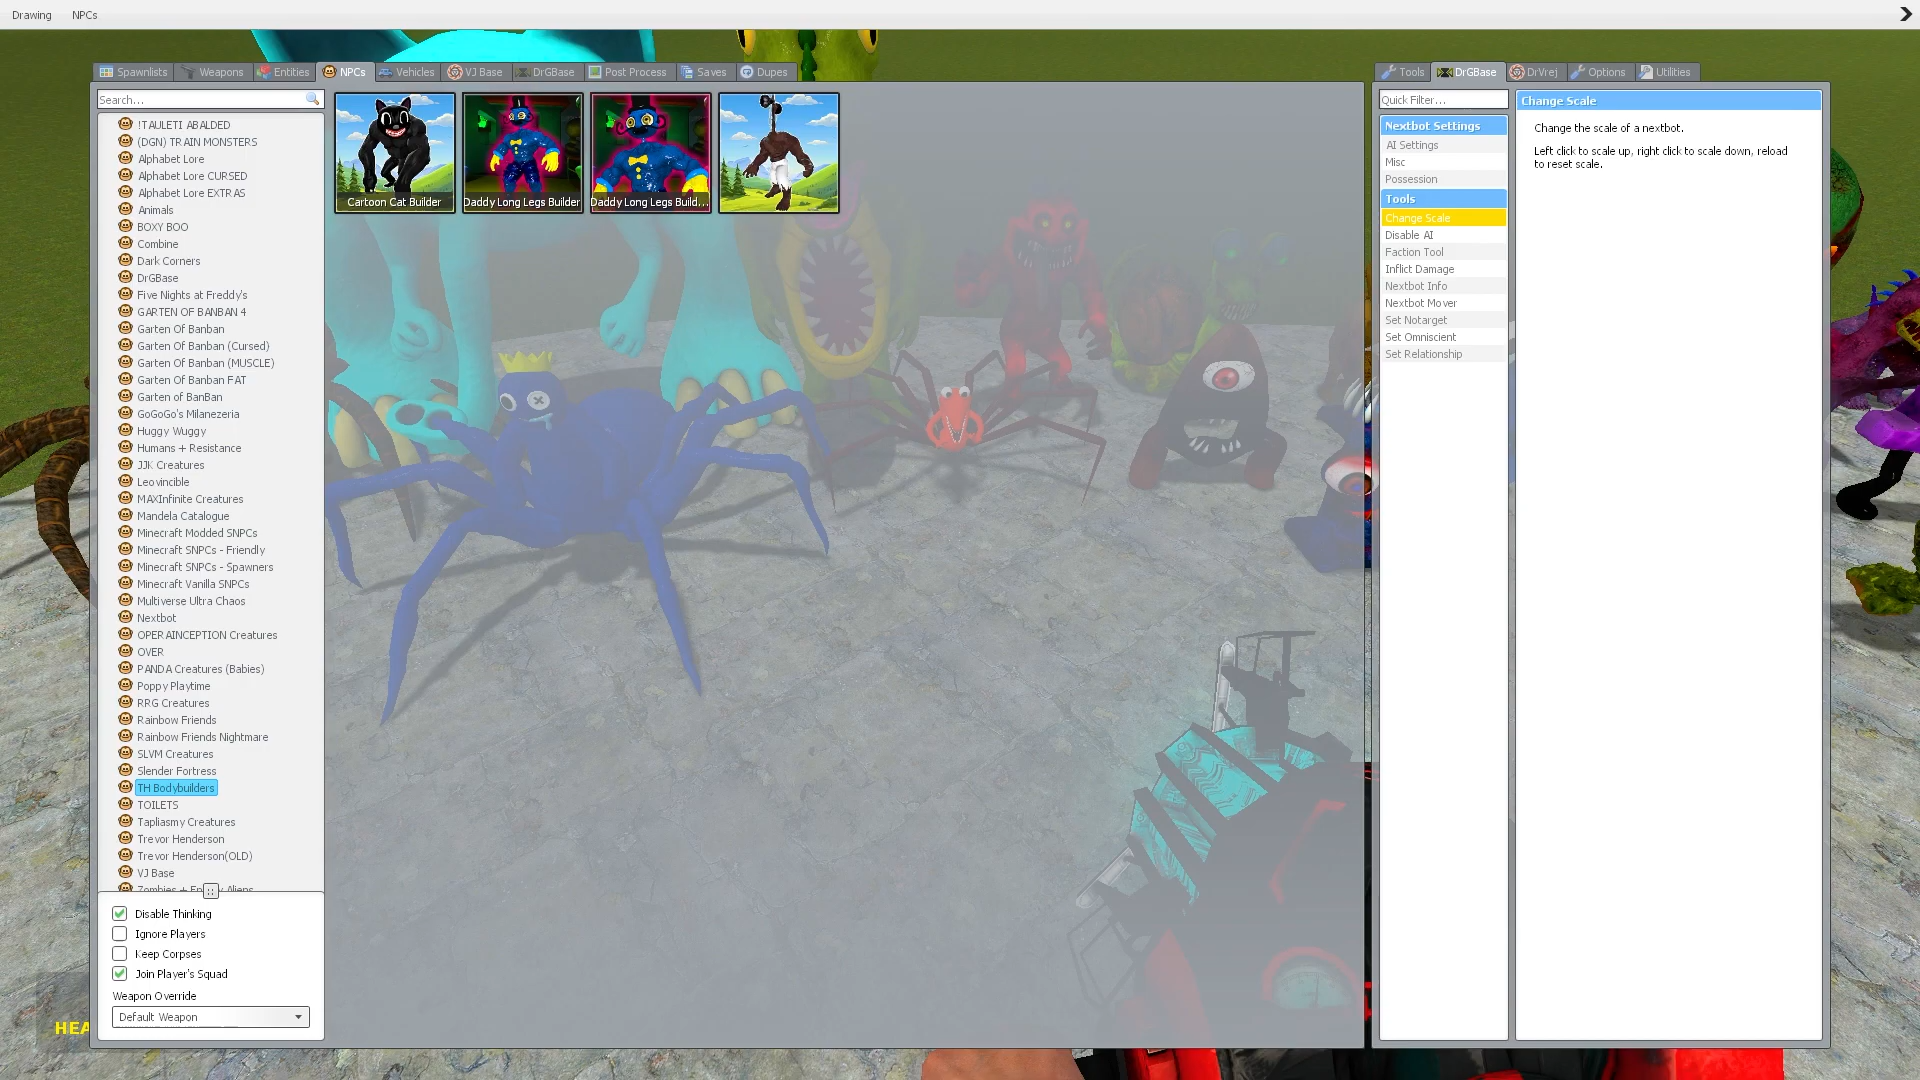 Drawing NPCs
Spawnlists Weapons Entities NPCs Vehicles VJ Base DrGBase Post Process Saves Dupes
Tools DrGBase DrVrej Options Utilities
Search...
!TAULETI ABALDED
(DGN) TRAIN MONSTERS
Alphabet Lore
Alphabet Lore CURSED
Alphabet Lore EXTRAS
Animals
BOXY BOO
Combine
Dark Corners
DrGBase
Five Nights at Freddy's
GARTEN OF BANBAN 4
Garten Of Banban
Garten Of Banban (Cursed)
Garten Of Banban (MUSCLE)
Garten Of Banban FAT
Garten of BanBan
GoGoGo's Milanezeria
Huggy Wuggy
Humans + Resistance
JJK Creatures
Leovincible
MAXInfinite Creatures
Mandela Catalogue
Minecraft Modded SNPCs
Minecraft SNPCs - Friendly
Minecraft SNPCs - Spawners
Minecraft Vanilla SNPCs
Multiverse Ultra Chaos
Nextbot
OPERAINCEPTION Creatures
OVER
PANDA Creatures (Babies)
Poppy Playtime
RRG Creatures
Rainbow Friends
Rainbow Friends Nightmare
SLVM Creatures
Slender Fortress
TH Bodybuilders
TOILETS
Tapliasmy Creatures
Trevor Henderson
Trevor Henderson(OLD)
VJ Base
Zombies + Aliens
Disable Thinking
Ignore Players
Keep Corpses
Join Player's Squad
Weapon Override
Default Weapon
Cartoon Cat Builder
Daddy Long Legs Builder
Daddy Long Legs Build...
Quick Filter...
Nextbot Settings
AI Settings
Misc
Possession
Tools
Change Scale
Disable AI
Faction Tool
Inflict Damage
Nextbot Info
Nextbot Mover
Set Notarget
Set Omniscient
Set Relationship
Change Scale
Change the scale of a nextbot.
Left click to scale up, right click to scale down, reload
to reset scale.
HEA